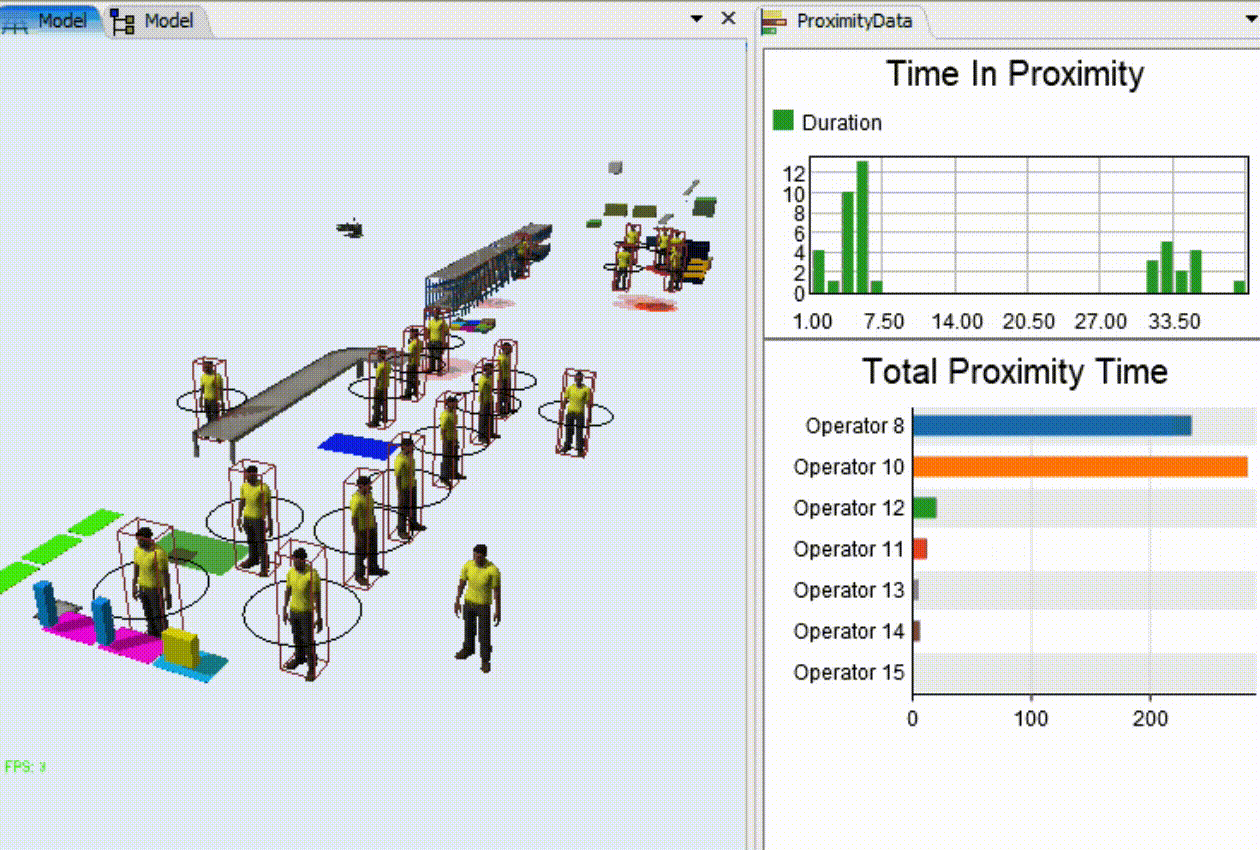 Model
Model
FPS: 3
ProximityData
Time In Proximity
Duration
12
10
8
6
4
2
0
1.00 7.50 14.00 20.50 27.00 33.50
Total Proximity Time
Operator 8
Operator 10
Operator 12
Operator 11
Operator 13
Operator 14
Operator 15
0 100 200